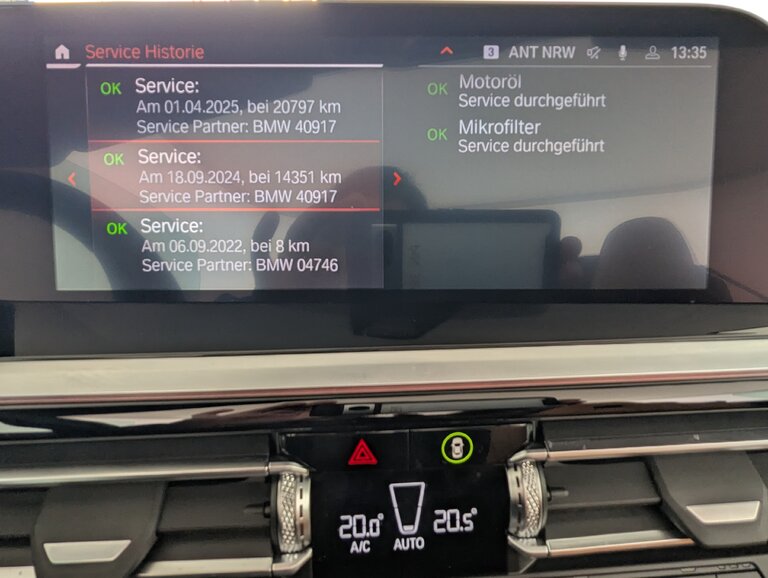 Service Historie
3 ANT NRW 13:35
OK Service:
Am 01.04.2025, bei 20797 km
Service Partner: BMW 40917
OK Service:
Am 18.09.2024, bei 14351 km
Service Partner: BMW 40917
OK Service:
Am 06.09.2022, bei 8 km
Service Partner: BMW 04746
OK Motoröl
Service durchgeführt
OK Mikrofilter
Service durchgeführt
20.0° 20.5°
A/C AUTO